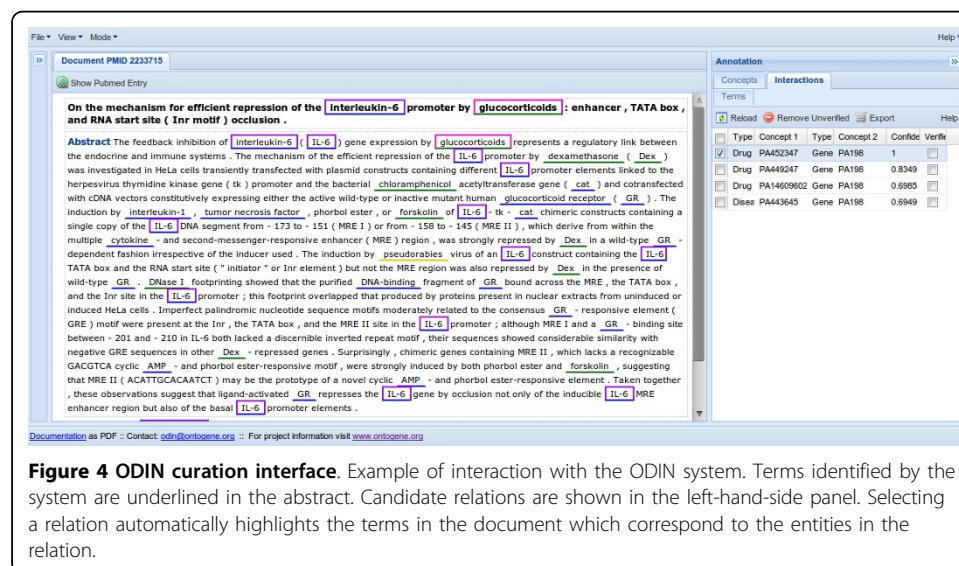 File View Mode Help
Document PMID 2233715
Show Pubmed Entry
On the mechanism for efficient repression of the interleukin-6 promoter by glucocorticoids : enhancer , TATA box ,
and RNA start site ( Inr motif ) occlusion .
Abstract The feedback inhibition of interleukin-6 ( IL-6 ) gene expression by glucocorticoids represents a regulatory link between
the endocrine and immune systems . The mechanism of the efficient repression of the IL-6 promoter by dexamethasone ( Dex )
was investigated in HeLa cells transiently transfected with plasmid constructs containing different IL-6 promoter elements linked to the
herpesvirus thymidine kinase gene ( tk ) promoter and the bacterial chloramphenicol acetyltransferase gene ( cat ) and cotransfected
with cDNA vectors constitutively expressing either the active wild-type or inactive mutant human glucocorticoid receptor ( GR ) . The
induction by interleukin-1 , tumor necrosis factor , phorbol ester , or forskolin of IL-6 - tk - cat chimeric constructs containing a
single copy of the IL-6 DNA segment from - 173 to - 151 ( MRE I ) or from - 158 to - 145 ( MRE II ) , which derive from within the
multiple cytokine - and second-messenger-responsive enhancer ( MRE ) region , was strongly repressed by Dex in a wild-type GR -
dependent fashion irrespective of the inducer used . The induction by pseudorabies virus of an IL-6 construct containing the IL-6
TATA box and the RNA start site ( " initiator " or Inr element ) but not the MRE region was also repressed by Dex in the presence of
wild-type GR . DNase I footprinting showed that the purified DNA-binding fragment of GR bound across the MRE , the TATA box ,
and the Inr site in the IL-6 promoter ; this footprint overlapped that produced by proteins present in nuclear extracts from uninduced or
induced HeLa cells . Imperfect palindromic nucleotide sequence motifs moderately related to the consensus GR - responsive element (
GRE ) motif were present at the Inr , the TATA box , and the MRE II site in the IL-6 promoter ; although MRE I and a GR - binding site
between - 201 and - 210 in IL-6 both lacked a discernible inverted repeat motif , their sequences showed considerable similarity with
negative GRE sequences in other Dex - repressed genes . Surprisingly , chimeric genes containing MRE II , which lacks a recognizable
GACGTCA cyclic AMP - and phorbol ester-responsive motif , were strongly induced by both phorbol ester and forskolin , suggesting
that MRE II ( ACATTGCACAATCT ) may be the prototype of a novel cyclic AMP - and phorbol ester-responsive element . Taken together
, these observations suggest that ligand-activated GR represses the IL-6 gene by occlusion not only of the inducible IL-6 MRE
enhancer region but also of the basal IL-6 promoter elements .
Annotation
Concepts Interactions
Terms
Reload Remove Unverified Export Help
Type Concept 1 Type Concept 2 Confide Verifie
Drug PA452347 Gene PA198 1
Drug PA449247 Gene PA198 0.8349
Drug PA14609602 Gene PA198 0.6985
Disea PA443645 Gene PA198 0.6949
Documentation as PDF :: Contact: odin@ontogene.org :: For project information visit www.ontogene.org
Figure 4 ODIN curation interface. Example of interaction with the ODIN system. Terms identified by the
system are underlined in the abstract. Candidate relations are shown in the left-hand-side panel. Selecting
a relation automatically highlights the terms in the document which correspond to the entities in the
relation.